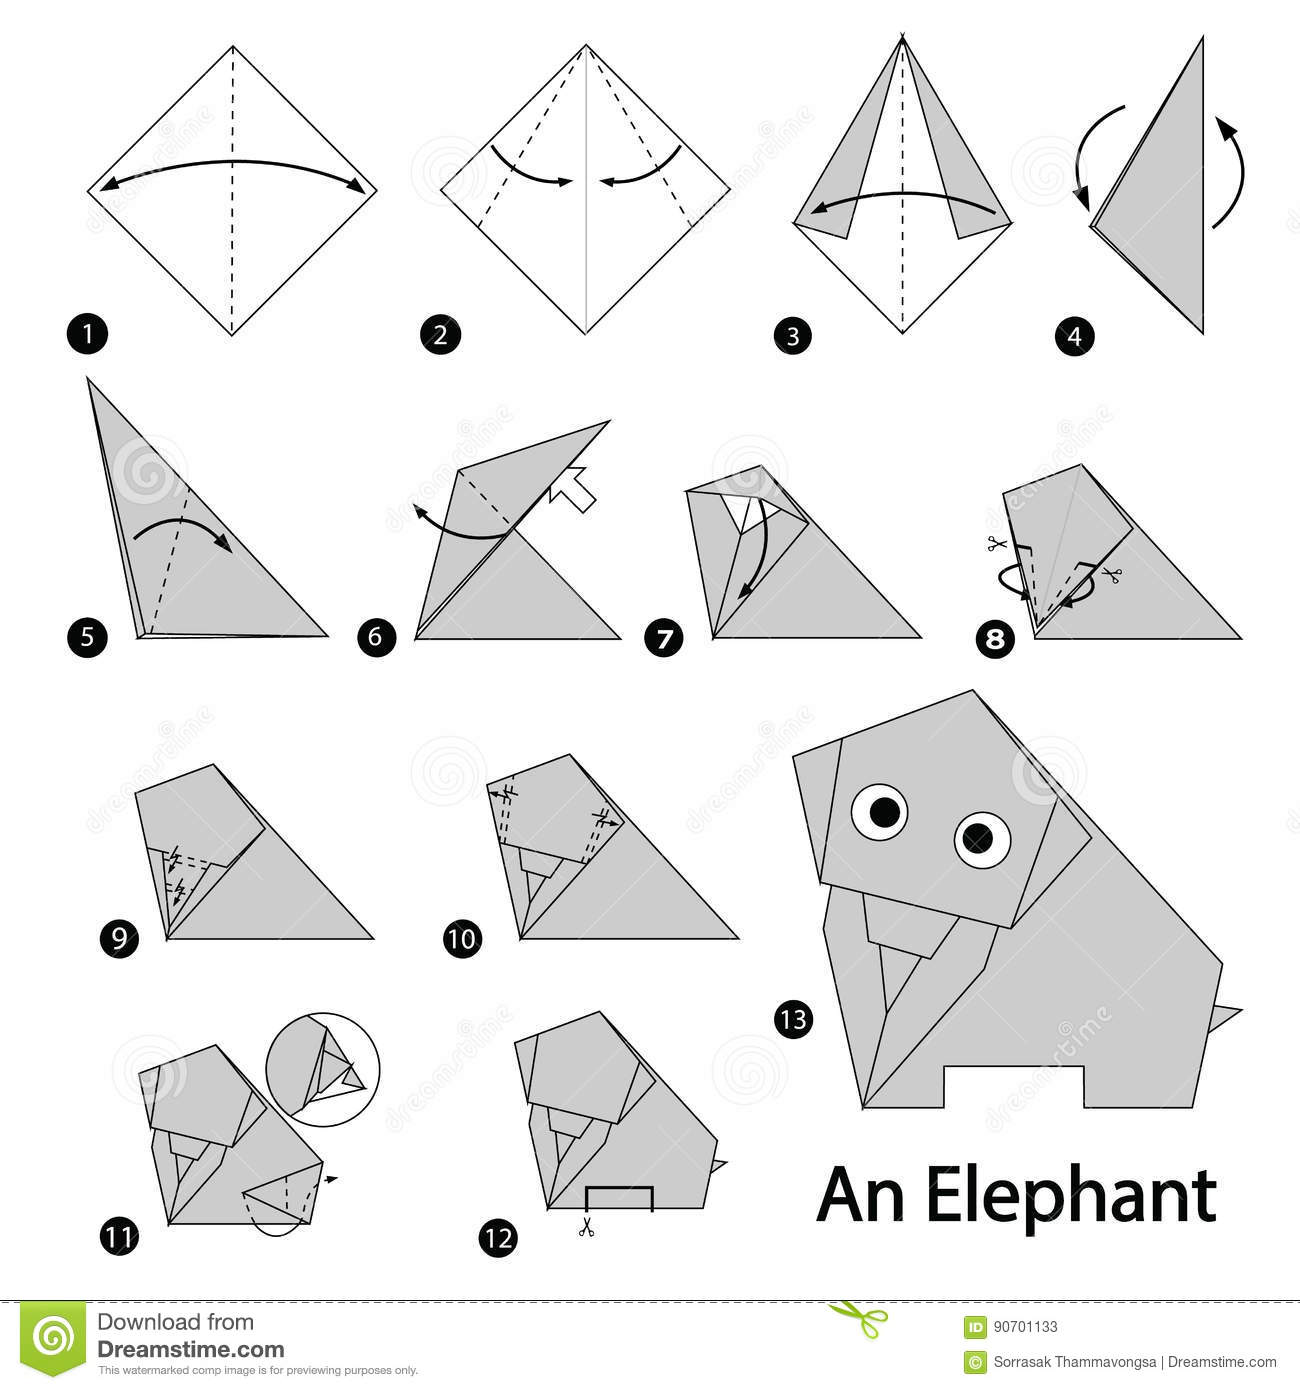 1
2
3
4
5
6
7
8
9
10
11
12
13
An Elephant
Download from
Dreamstime.com
This watermarked comp image is for previewing purposes only.
ID 90701133
© Sorrasak Thammavongsa | Dreamstime.com
dreamstime